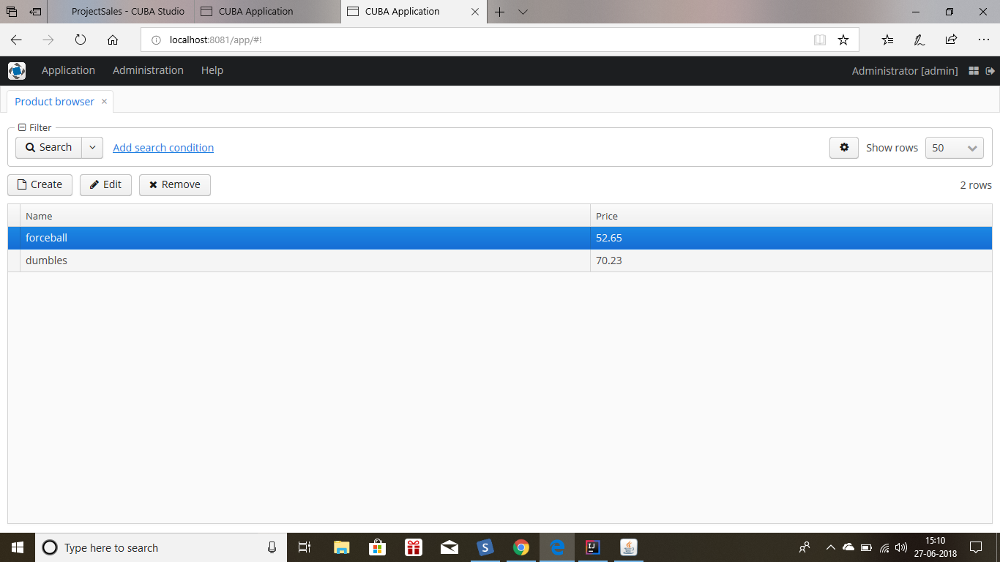 ProjectSales - CUBA Studio CUBA Application CUBA Application
localhost:8081/app/#!
Application Administration Help Administrator [admin]
Product browser
Filter
Search Add search condition Show rows 50
Create Edit Remove 2 rows
Name Price
forceball 52.65
dumbles 70.23
Type here to search S IJ 15:10
27-06-2018